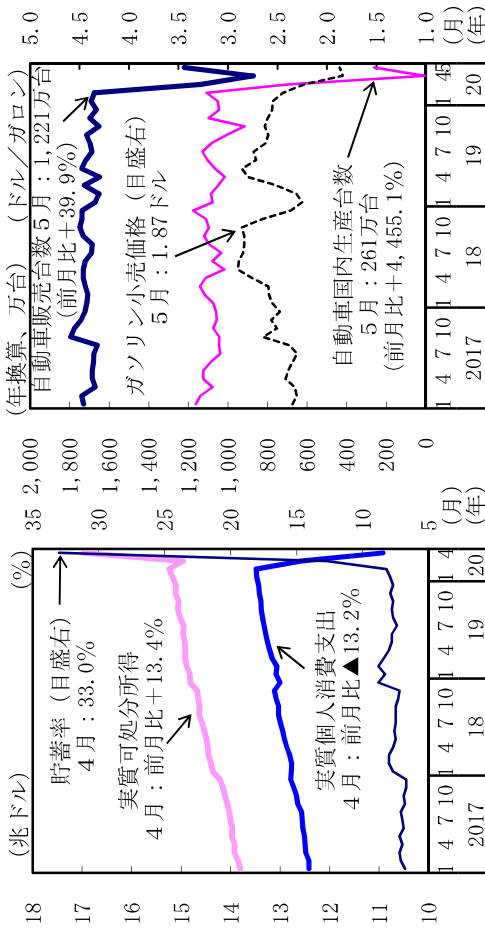 (兆ドル)
(%)
18
17
16
15
14
13
12
11
10
35
30
25
20
15
10
5
貯蓄率 (目盛右)
4月：33.0%
実質可処分所得
4月：前月比＋13.4%
実質個人消費支出
4月：前月比▲13.2%
1 4 7 10 1 4 7 10 1 4 7 10 1 4 (月)
2017 18 19 20 (年)
(年換算、万台)
(ドル／ガロン)
2,000
1,800
1,600
1,400
1,200
1,000
800
600
400
200
0
5.0
4.5
4.0
3.5
3.0
2.5
2.0
1.5
1.0
自動車販売台数5月：1,221万台
(前月比＋39.9%)
ガソリン小売価格 (目盛右)
5月：1.87ドル
自動車国内生産台数
5月：261万台
(前月比＋4,455.1%)
1 4 7 10 1 4 7 10 1 4 7 10 1 45 (月)
2017 18 19 20 (年)